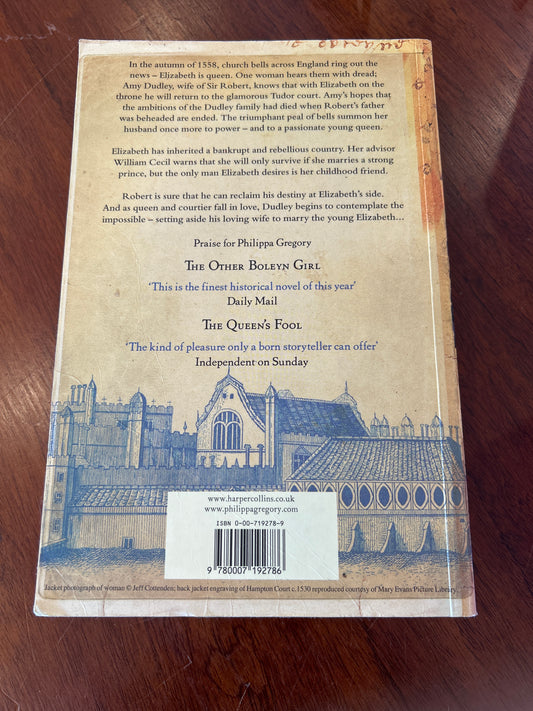 In the autumn of 1558, church bells across England ring out the
news – Elizabeth is queen. One woman hears them with dread;
Amy Dudley, wife of Sir Robert, knows that with Elizabeth on
the throne he will return to the glamorous Tudor court. Amy's hopes that
the ambitions of the Dudley family had died when Robert's father
was beheaded are ended. The triumphant peal of bells summon her
husband once more to power – and to a passionate young queen.
Elizabeth has inherited a bankrupt and rebellious country. Her advisor
William Cecil warns that she will only survive if she marries a strong
prince, but the only man Elizabeth desires is her childhood friend.
Robert is sure that he can reclaim his destiny at Elizabeth's side.
And as queen and courtier fall in love, Dudley begins to contemplate the
impossible – setting aside his loving wife to marry the young Elizabeth...
Praise for Philippa Gregory
The Other Boleyn Girl
'This is the finest historical novel of this year'
Daily Mail
The Queen's Fool
'The kind of pleasure only a born storyteller can offer'
Independent on Sunday
www.harpercollins.co.uk
www.philippagregory.com
ISBN 0-00-719278-9
9 780007 192786
Jacket photograph of woman © Jeff Cottenden; back jacket engraving of Hampton Court c.1530 reproduced courtesy of Mary Evans Picture Library.